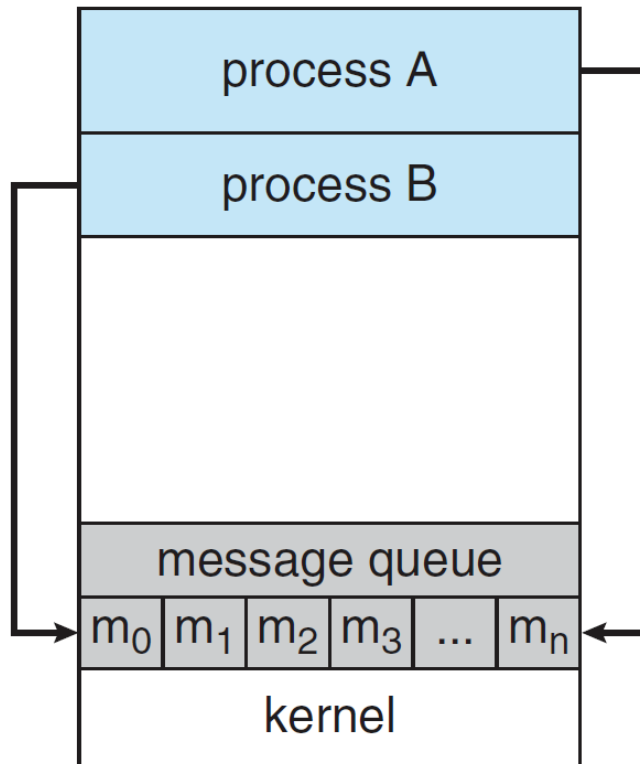 process A
process B
message queue
m0 m1 m2 m3 ... mn
kernel